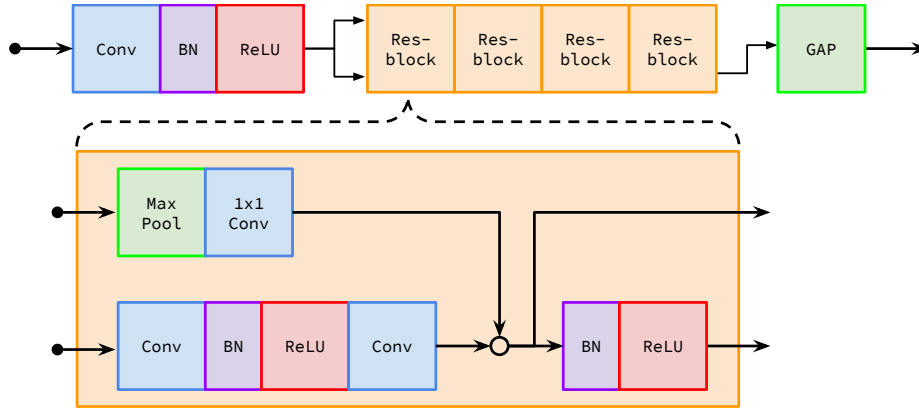 Conv BN ReLU
Res-
block
Res-
block
Res-
block
Res-
block
GAP
Max
Pool
1x1
Conv
Conv BN ReLU Conv
BN ReLU